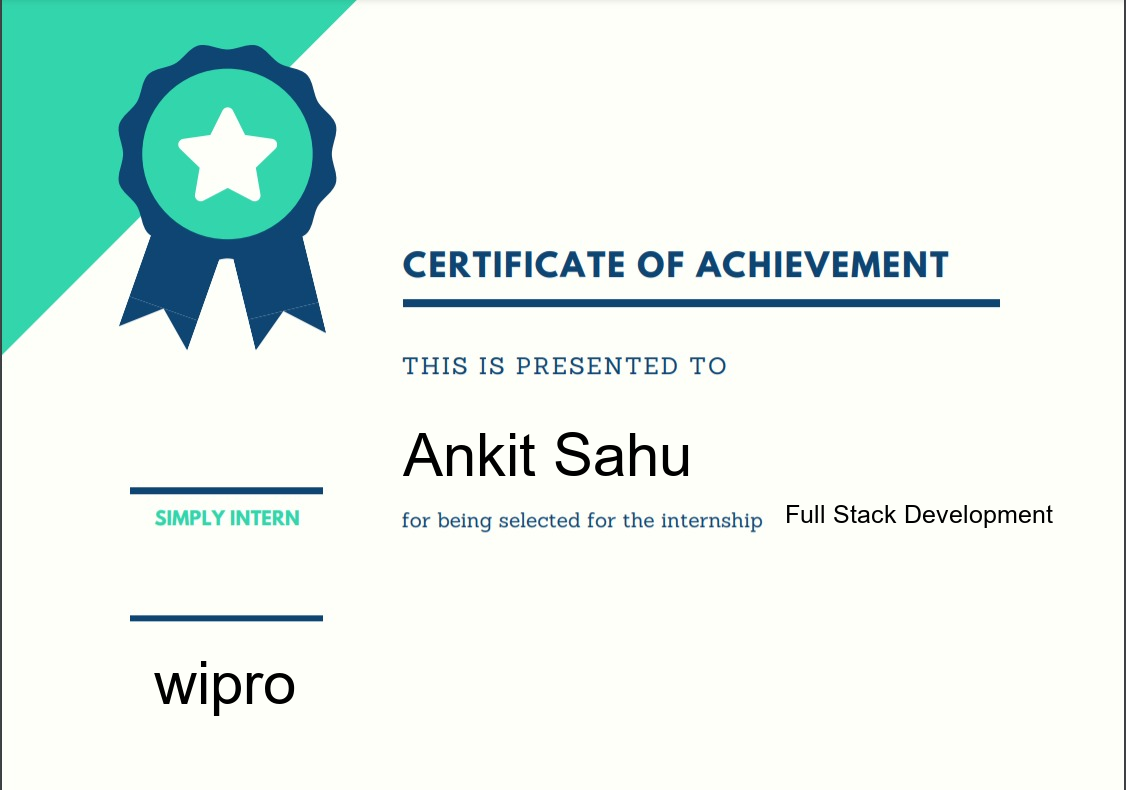 CERTIFICATE OF ACHIEVEMENT
THIS IS PRESENTED TO
Ankit Sahu
for being selected for the internship Full Stack Development
SIMPLY INTERN
wipro